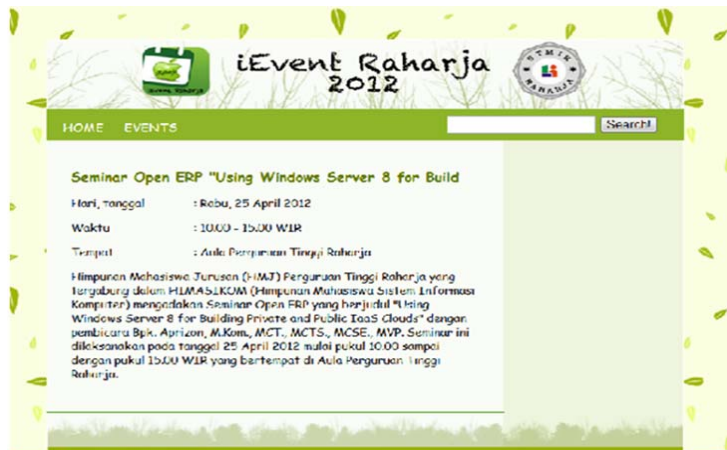 iEvent Raharja
2012
STMIK
RAHARJA
HOME EVENTS
Search!
Seminar Open ERP "Using Windows Server 8 for Build
Hari, tanggal : Rabu, 25 April 2012
Waktu : 10.00 - 15.00 WIB
Tempat : Aula Perguruan Tinggi Raharja
Himpunan Mahasiswa Jurusan (HMJ) Perguruan Tinggi Raharja yang
tergabung dalam HIMASIKOM (Himpunan Mahasiswa Sistem Informasi
Komputer) mengadakan Seminar Open ERP yang berjudul "Using
Windows Server 8 for Building Private and Public IaaS Clouds" dengan
pembicara Bpk. Aprizon, M.Kom., MCT., MCTS., MCSE., MVP. Seminar ini
dilaksanakan pada tanggal 25 April 2012 mulai pukul 10.00 sampai
dengan pukul 15.00 WIB yang bertempat di Aula Perguruan Tinggi
Raharja.